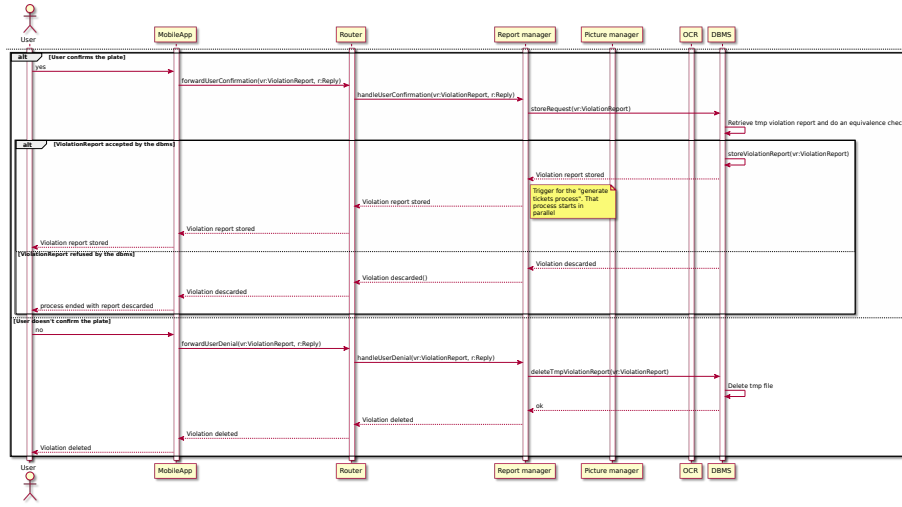 User
MobileApp
Router
Report manager
Picture manager
OCR
DBMS
alt
[User confirms the plate]
yes
forwardUserConfirmation(vr:ViolationReport, r:Reply)
handleUserConfirmation(vr:ViolationReport, r:Reply)
storeRequest(vr:ViolationReport)
Retrieve tmp violation report and do an equivalence chec
alt
[ViolationReport accepted by the dbms]
storeViolationReport(vr:ViolationReport)
Violation report stored
Trigger for the "generate
tickets process". That
process starts in
parallel
Violation report stored
Violation report stored
Violation report stored
[ViolationReport refused by the dbms]
Violation descarded
Violation descarded()
Violation descarded
process ended with report descarded
[User doesn't confirm the plate]
no
forwardUserDenial(vr:ViolationReport, r:Reply)
handleUserDenial(vr:ViolationReport, r:Reply)
deleteTmpViolationReport(vr:ViolationReport)
Delete tmp file
ok
Violation deleted
Violation deleted
Violation deleted
User
MobileApp
Router
Report manager
Picture manager
OCR
DBMS